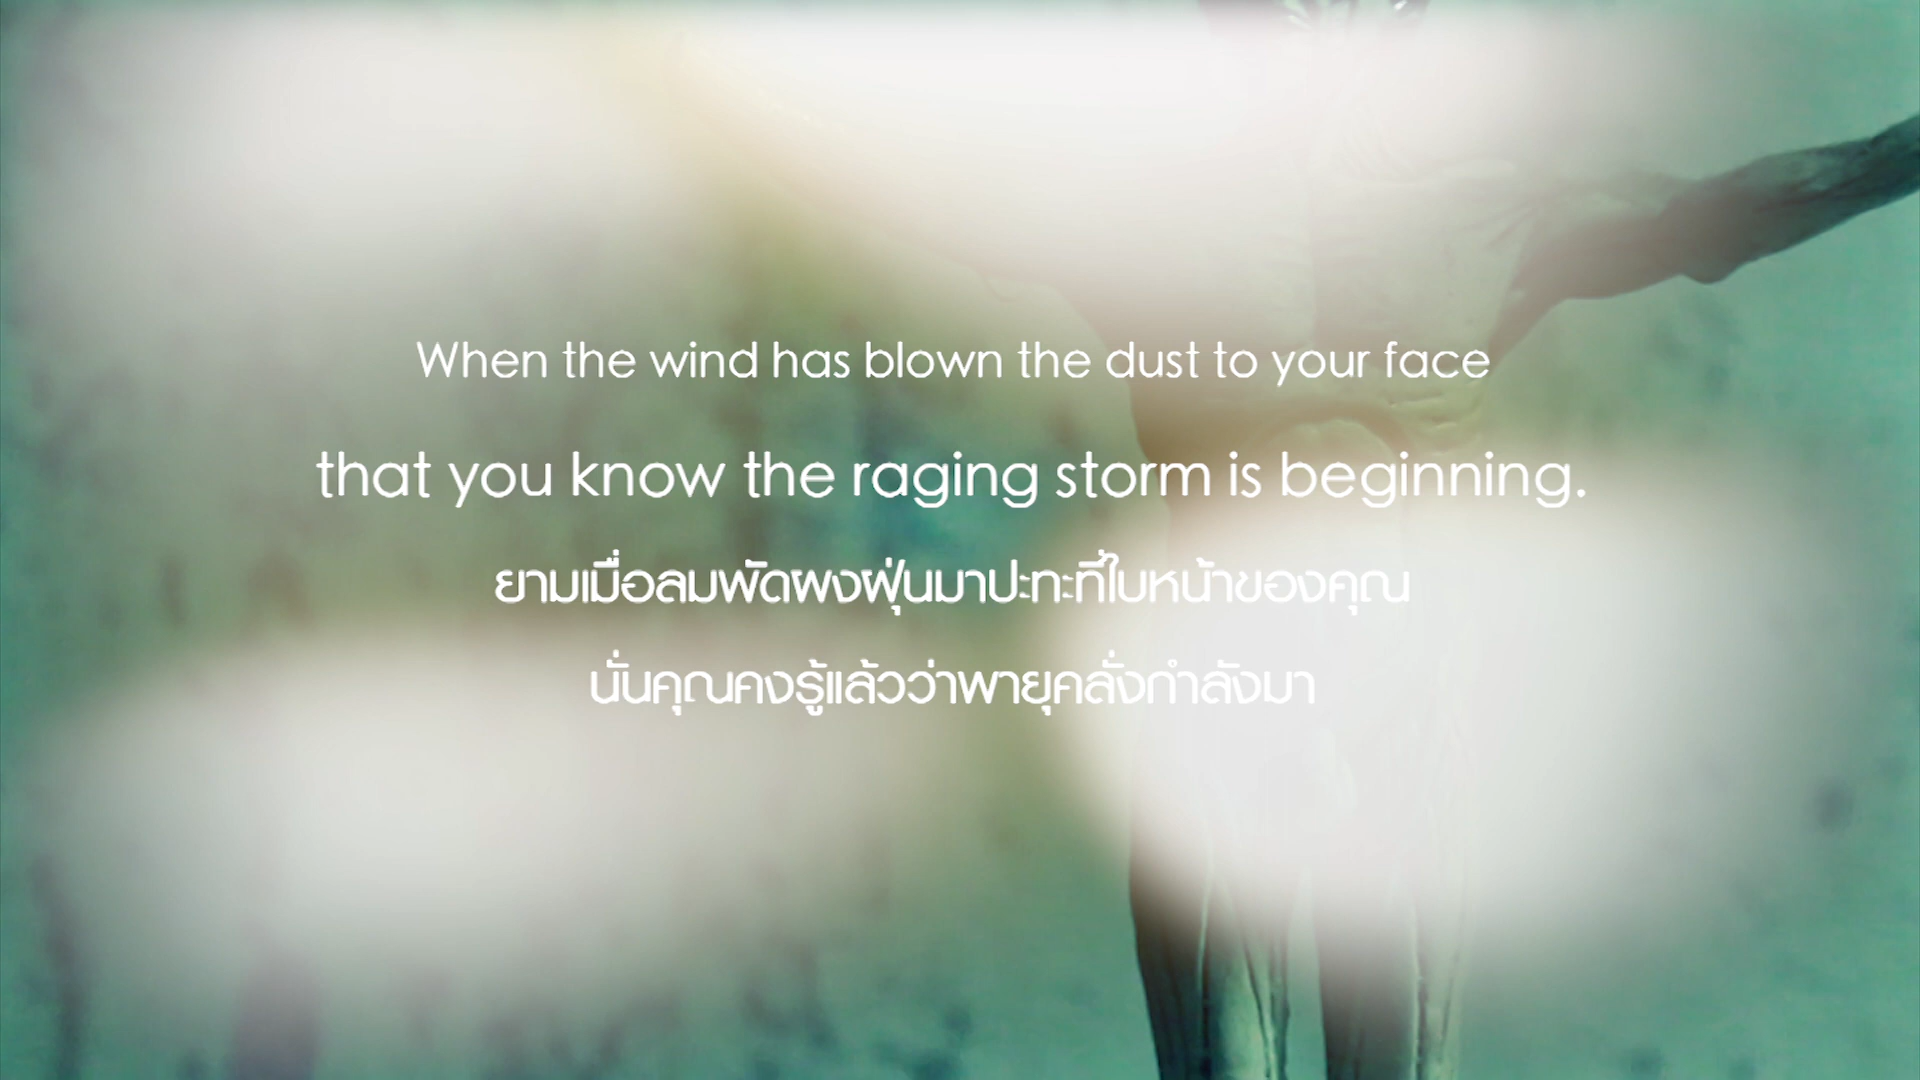 When the wind has blown the dust to your face
that you know the raging storm is beginning.
ยามเมื่อลมพัดผงฝุ่นมาปะทะที่ใบหน้าของคุณ
นั่นคุณคงรู้แล้วว่าพายุคลั่งกำลังมา